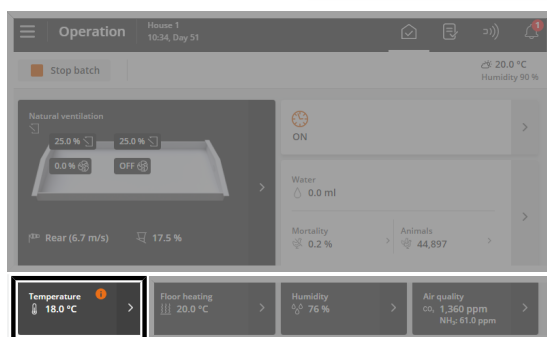 Operation
House 1
10:34, Day 51
1
Stop batch
20.0 °C
Humidity 90 %
Natural ventilation
25.0 %
25.0 %
0.0 %
OFF
Rear (6.7 m/s)
17.5 %
ON
Water
0.0 ml
Mortality
0.2 %
Animals
44,897
Temperature
18.0 °C
Floor heating
20.0 °C
Humidity
76 %
Air quality
CO₂ 1,360 ppm
NH₃: 61.0 ppm